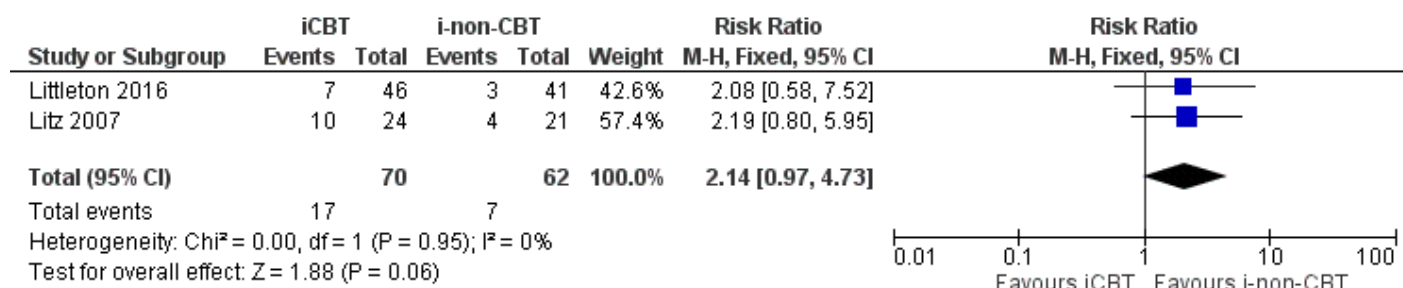 iCBT i-non-CBT Risk Ratio Risk Ratio
Study or Subgroup Events Total Events Total Weight M-H, Fixed, 95% CI M-H, Fixed, 95% CI
Littleton 2016 7 46 3 41 42.6% 2.08 [0.58, 7.52]
Litz 2007 10 24 4 21 57.4% 2.19 [0.80, 5.95]
Total (95% CI) 70 62 100.0% 2.14 [0.97, 4.73]
Total events 17 7
Heterogeneity: Chi² = 0.00, df = 1 (P = 0.95); I² = 0%
Test for overall effect: Z = 1.88 (P = 0.06)
0.01 0.1 1 10 100
Favours iCBT Favours i-non-CBT